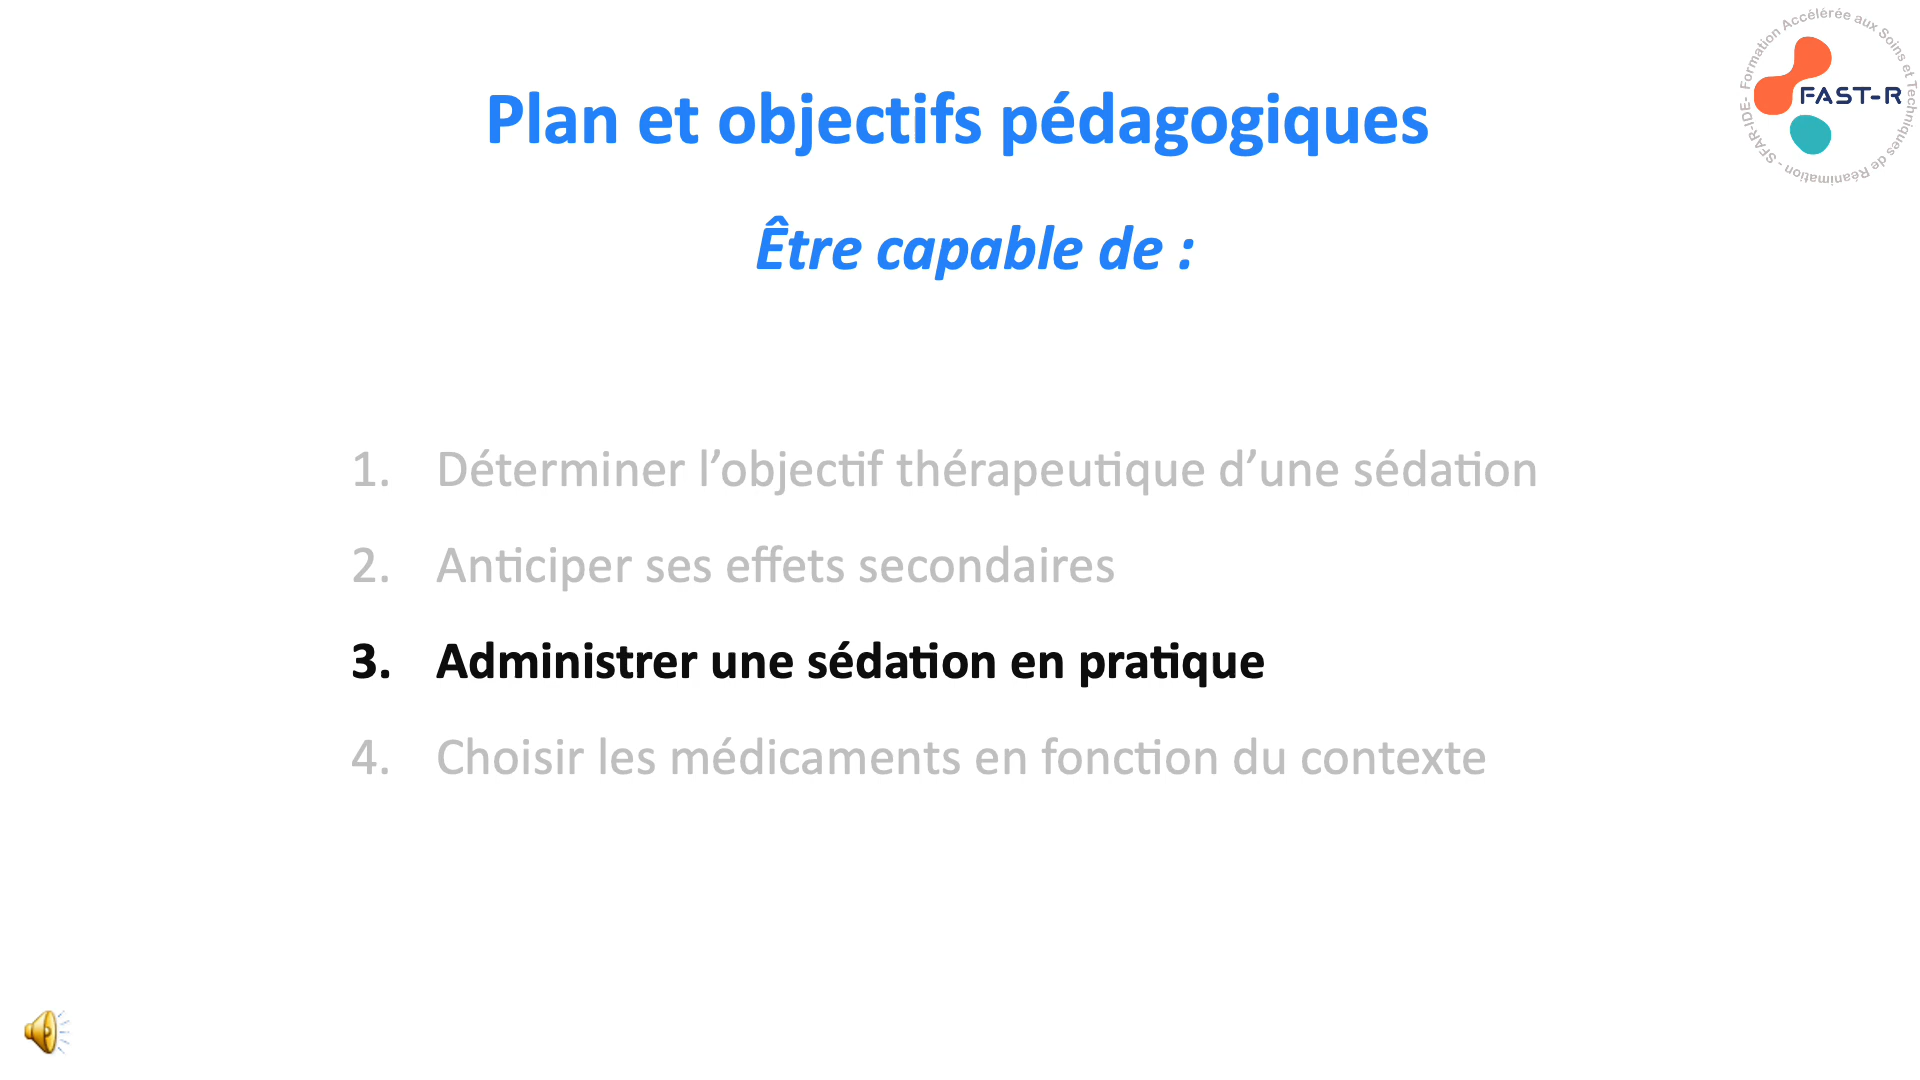 Formation Accélérée aux Soins et Techniques de Réanimation - SFAR-IDE-
FAST-R
Plan et objectifs pédagogiques
Être capable de :
1. Déterminer l’objectif thérapeutique d’une sédation
2. Anticiper ses effets secondaires
3. Administrer une sédation en pratique
4. Choisir les médicaments en fonction du contexte